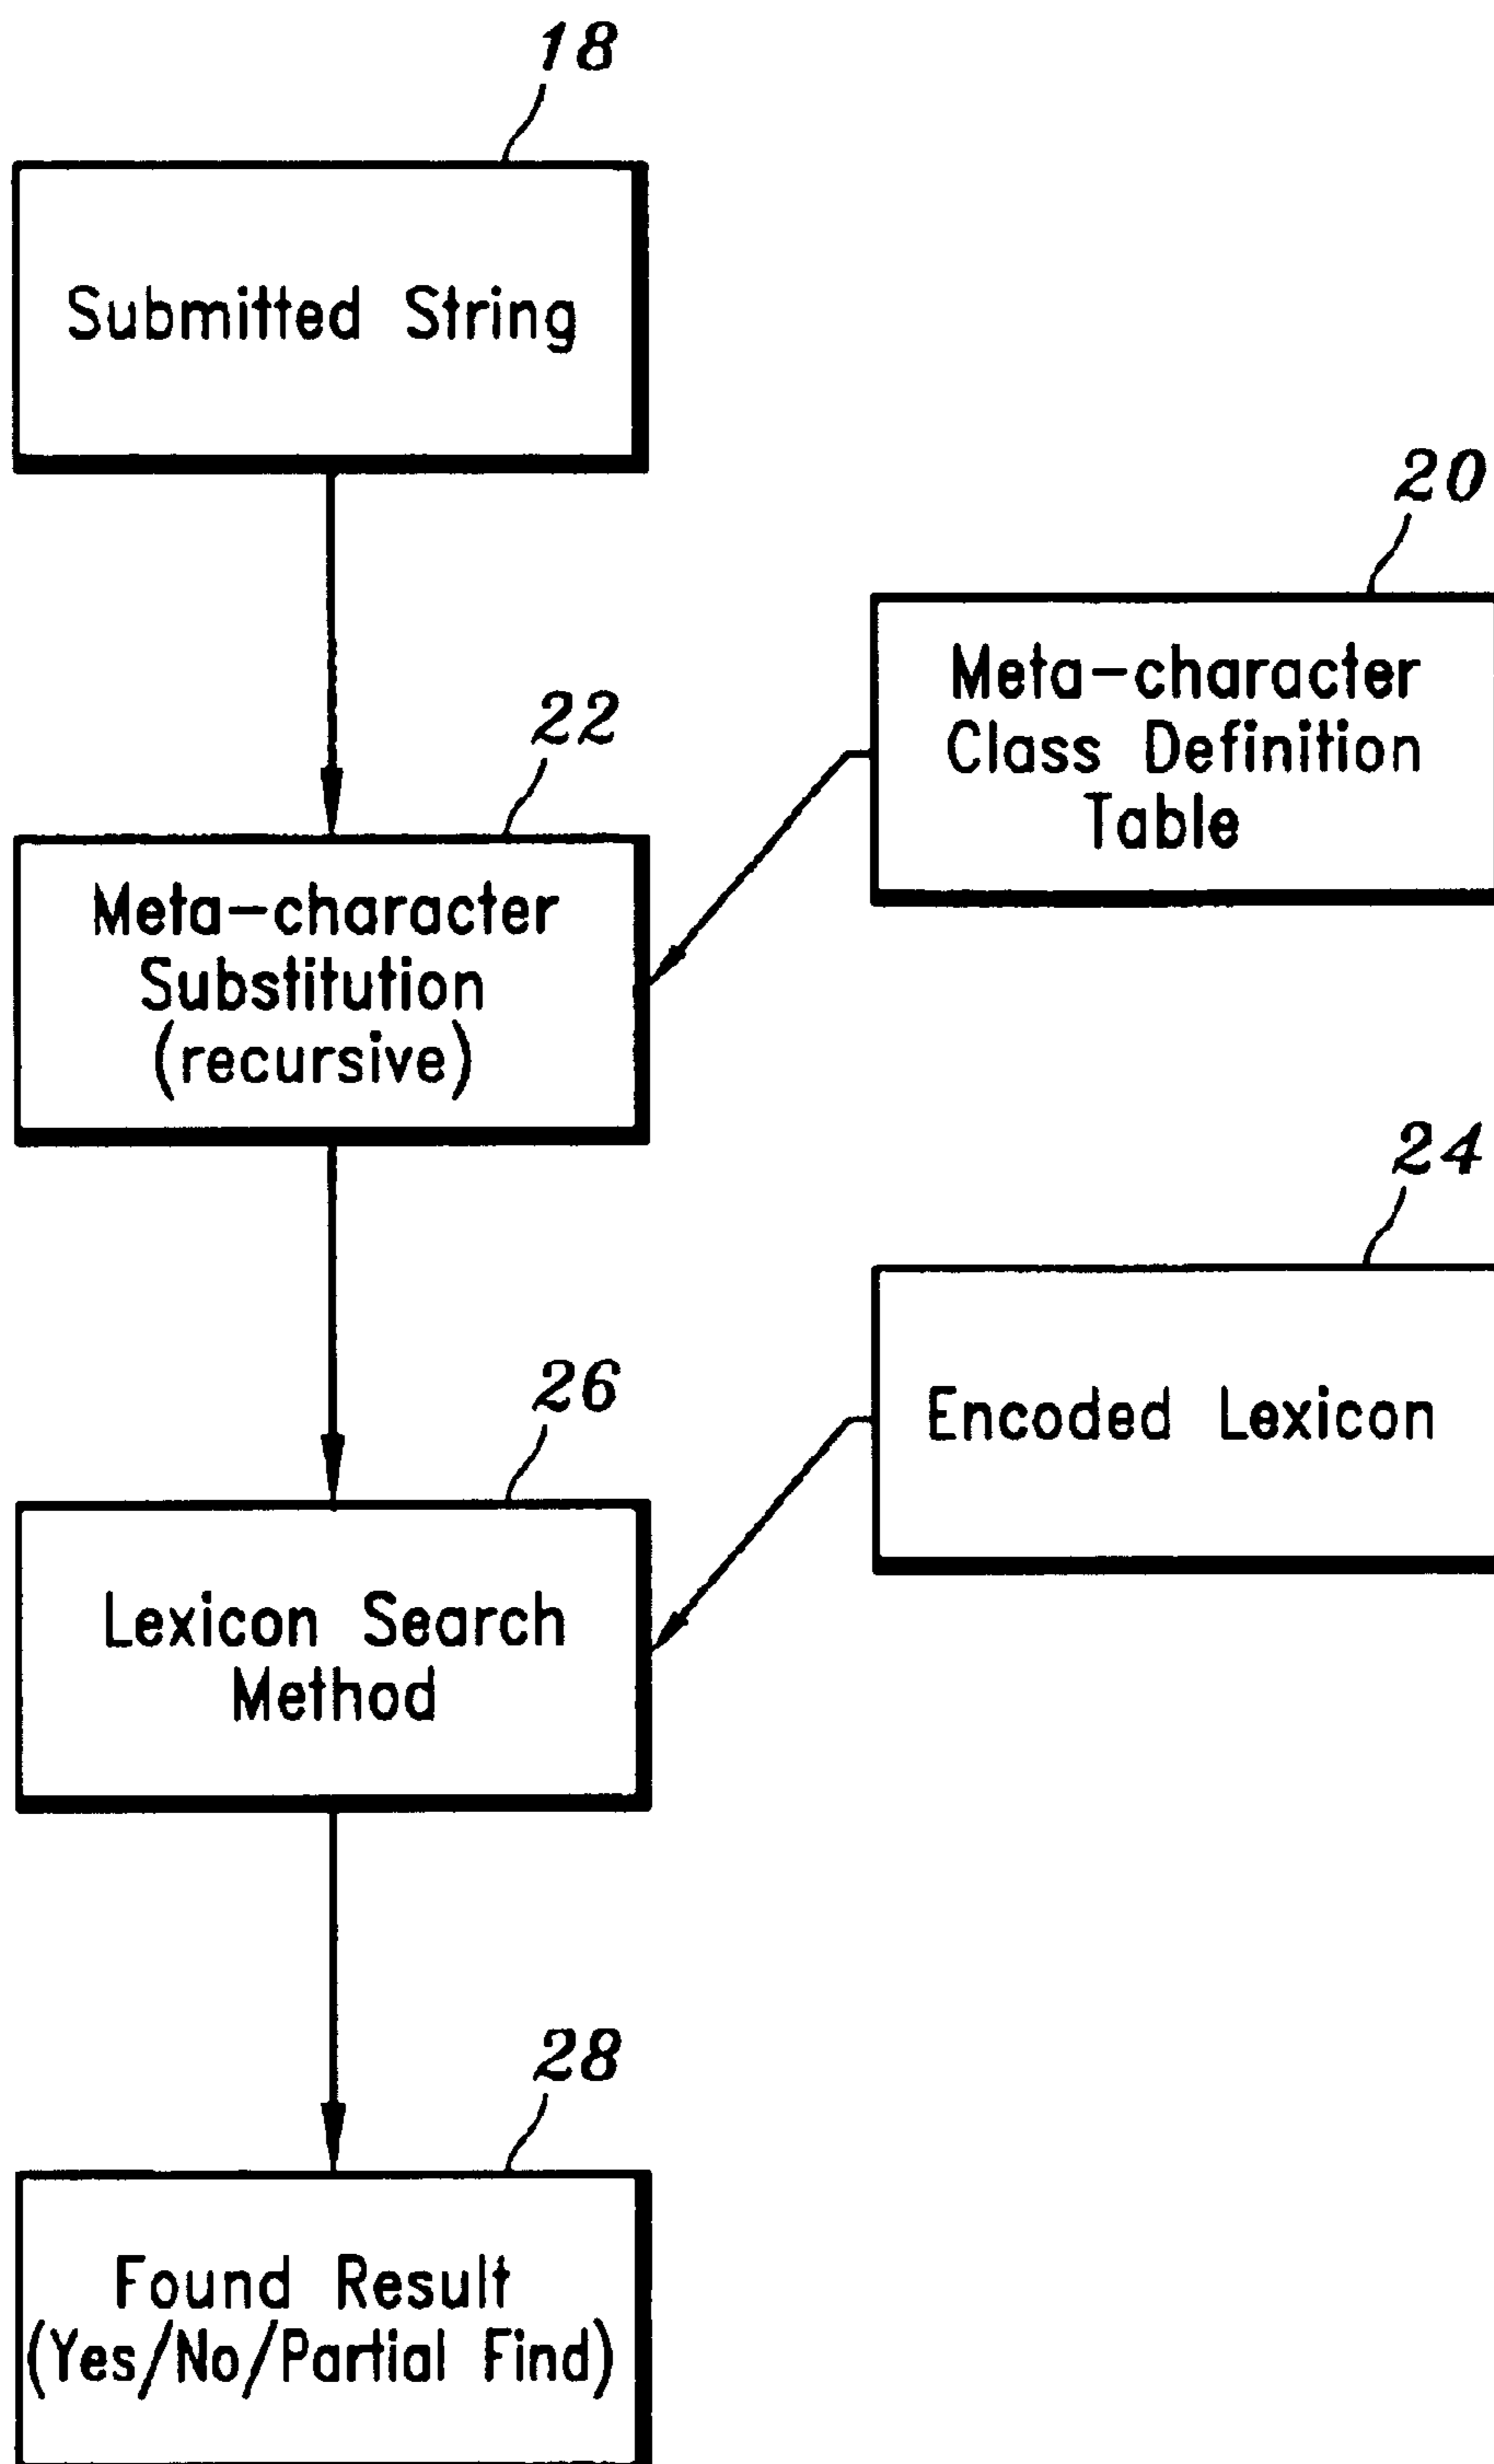 18
Submitted String
20
Meta-character
Class Definition
Table
22
Meta-character
Substitution
(recursive)
24
Encoded Lexicon
26
Lexicon Search
Method
28
Found Result
(Yes/No/Partial Find)